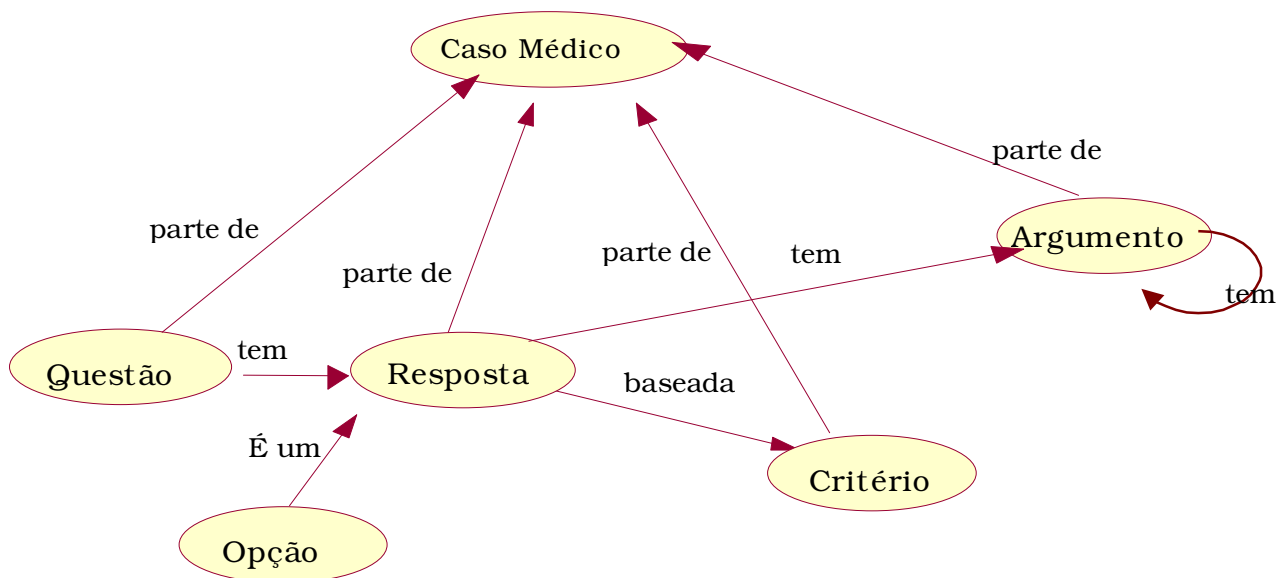 Caso Médico
parte de
parte de
parte de
parte de
tem
Argumento
tem
Questão
tem
Resposta
baseada
É um
Critério
Opção